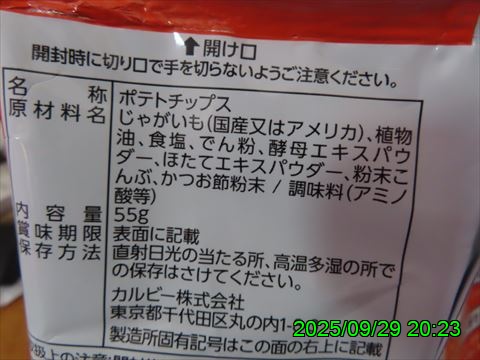 ⬆開け口
開封時に切り口で手を切らないようご注意ください。
名称 ポテトチップス
原材料名 じゃがいも(国産又はアメリカ)、植物
油、食塩、でん粉、酵母エキスパウ
ダー、ほたてエキスパウダー、粉末こ
んぶ、かつお節粉末 / 調味料(アミノ
酸等)
内容量 55g
賞味期限 表面に記載
保存方法 直射日光の当たる所、高温多湿の所で
の保存はさけてください。
カルビー株式会社
東京都千代田区丸の内1-
製造所固有記号はこの面の右上に記載
扱上の注意:開封
2025/09/29 20:23